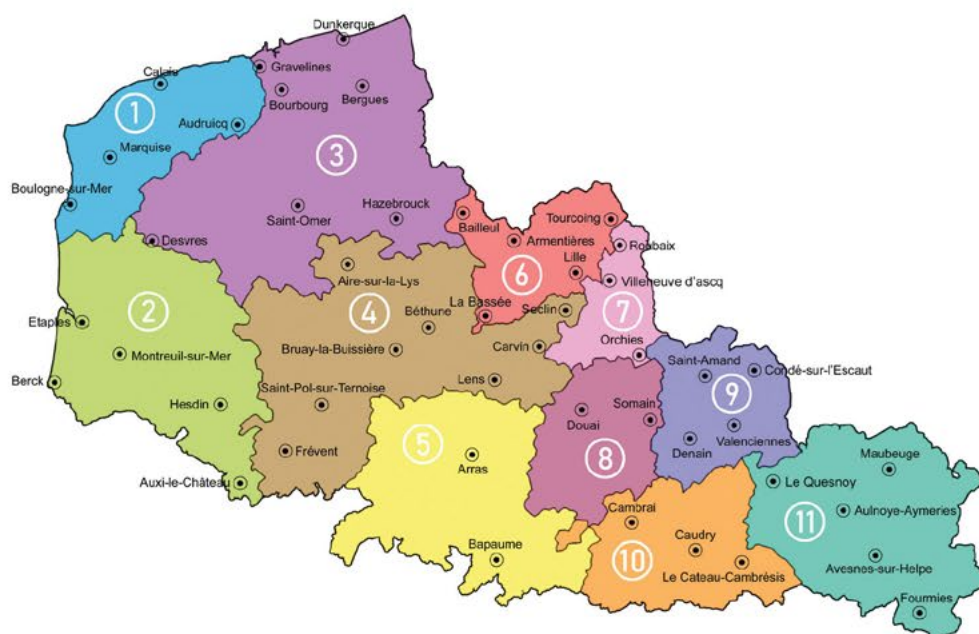 Dunkerque
Gravelines
Calais
Bourbourg
Bergues
1
Audruicq
Marquise
3
Boulogne-sur-Mer
Saint-Omer
Hazebrouck
Bailleul
Tourcoing
Desvres
Armentières
Roubaix
Lille
Aire-sur-la-Lys
6
Villeneuve d'ascq
La Bassée
Seclin
2
4
Béthune
7
Etaples
Bruay-la-Buissière
Carvin
Orchies
Montreuil-sur-Mer
Saint-Amand
Condé-sur-l'Escaut
Berck
Lens
9
Hesdin
Saint-Pol-sur-Ternoise
Douai
Somain
Valenciennes
5
8
Denain
Frévent
Arras
Maubeuge
Auxi-le-Château
Le Quesnoy
Cambrai
11
Aulnoye-Aymeries
Bapaume
Caudry
10
Avesnes-sur-Helpe
Le Cateau-Cambrésis
Fourmies